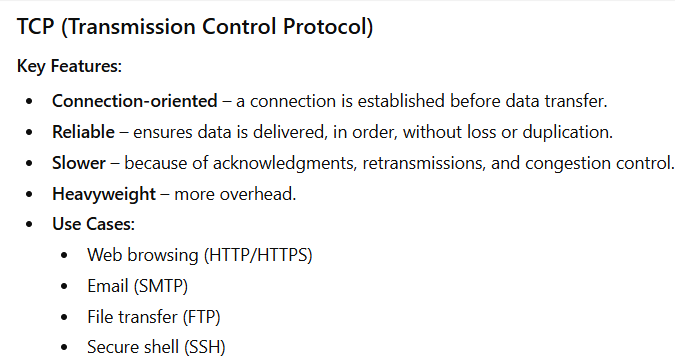 TCP (Transmission Control Protocol)
Key Features:
• Connection-oriented – a connection is established before data transfer.
• Reliable – ensures data is delivered, in order, without loss or duplication.
• Slower – because of acknowledgments, retransmissions, and congestion control.
• Heavyweight – more overhead.
• Use Cases:
• Web browsing (HTTP/HTTPS)
• Email (SMTP)
• File transfer (FTP)
• Secure shell (SSH)